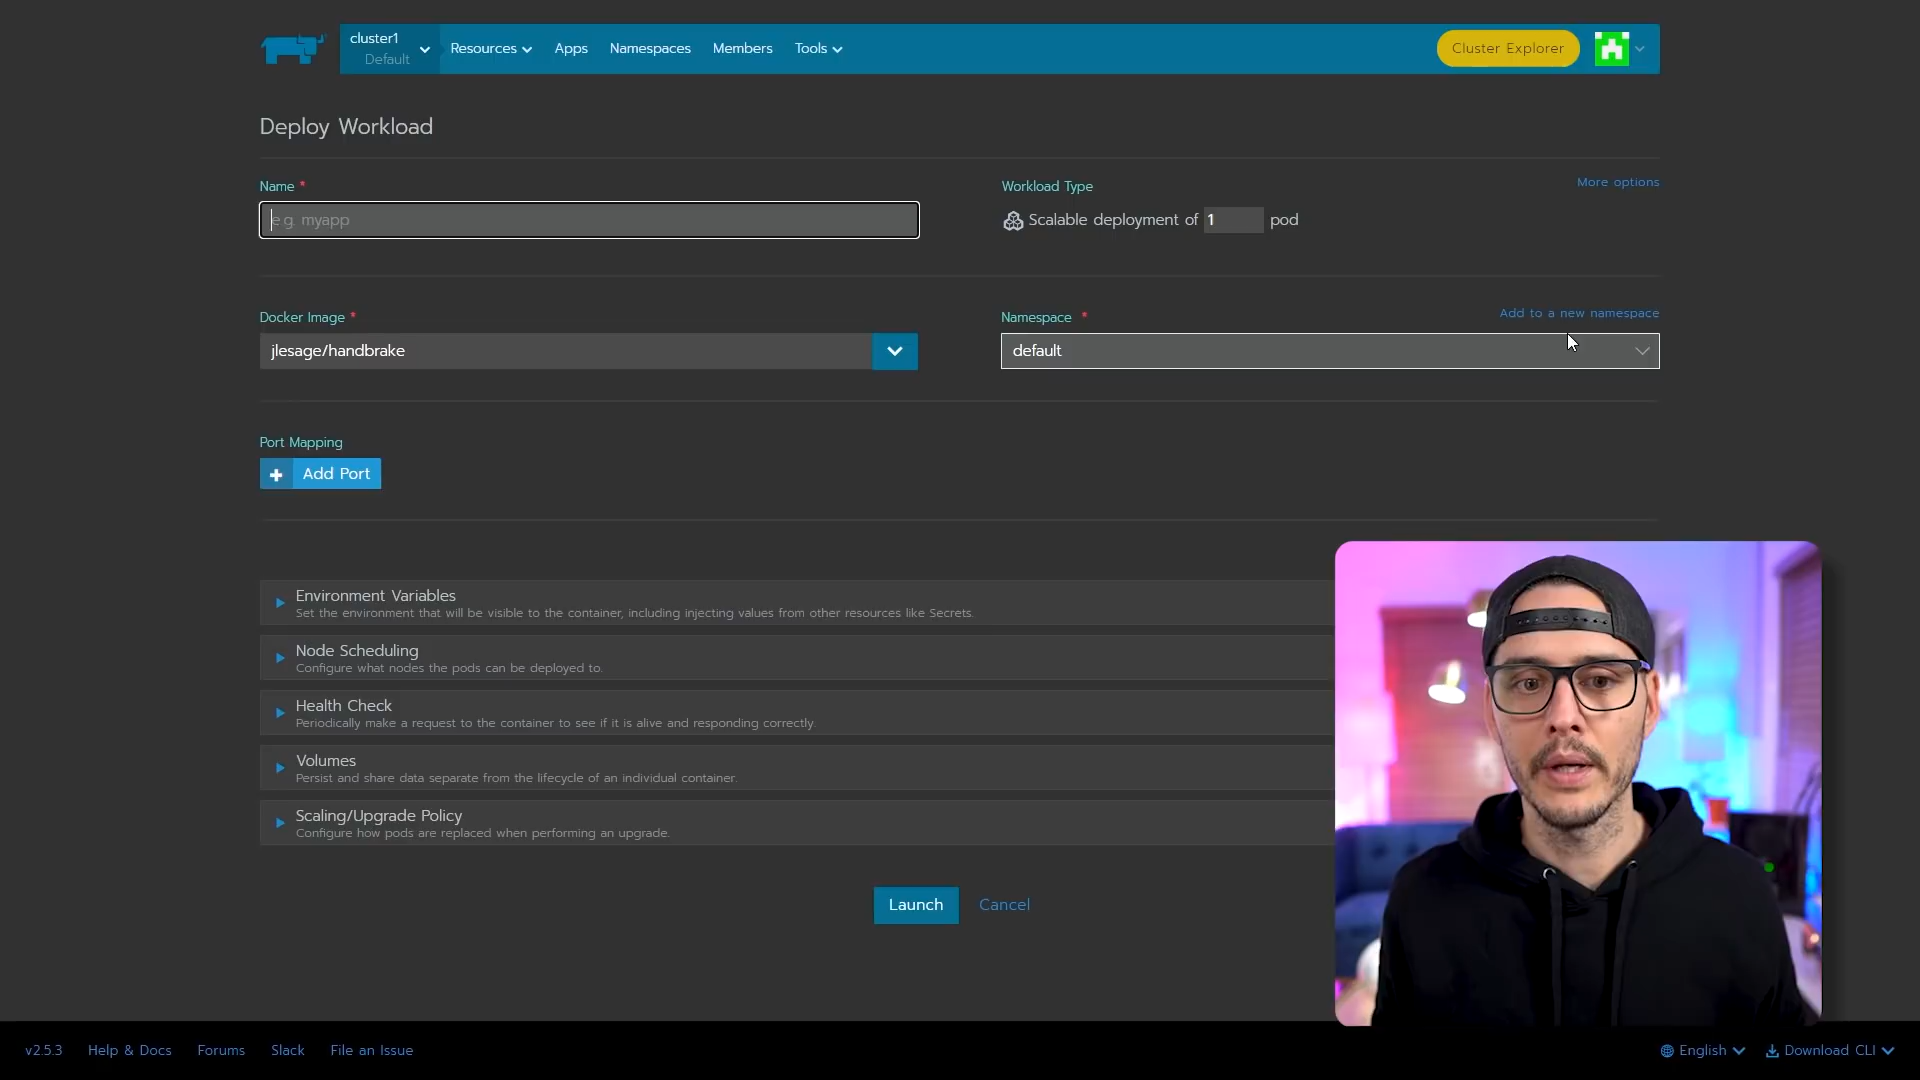 cluster1
Default
Resources
Apps
Namespaces
Members
Tools
Cluster Explorer
Deploy Workload
Name *
e.g. myapp
Workload Type
More options
Scalable deployment of 1 pod
Docker Image *
jlesage/handbrake
Namespace *
Add to a new namespace
default
Port Mapping
Add Port
Environment Variables
Set the environment that will be visible to the container, including injecting values from other resources like Secrets.
Node Scheduling
Configure what nodes the pods can be deployed to.
Health Check
Periodically make a request to the container to see if it is alive and responding correctly.
Volumes
Persist and share data separate from the lifecycle of an individual container.
Scaling/Upgrade Policy
Configure how pods are replaced when performing an upgrade.
Launch
Cancel
v2.5.3
Help & Docs
Forums
Slack
File an Issue
English
Download CLI